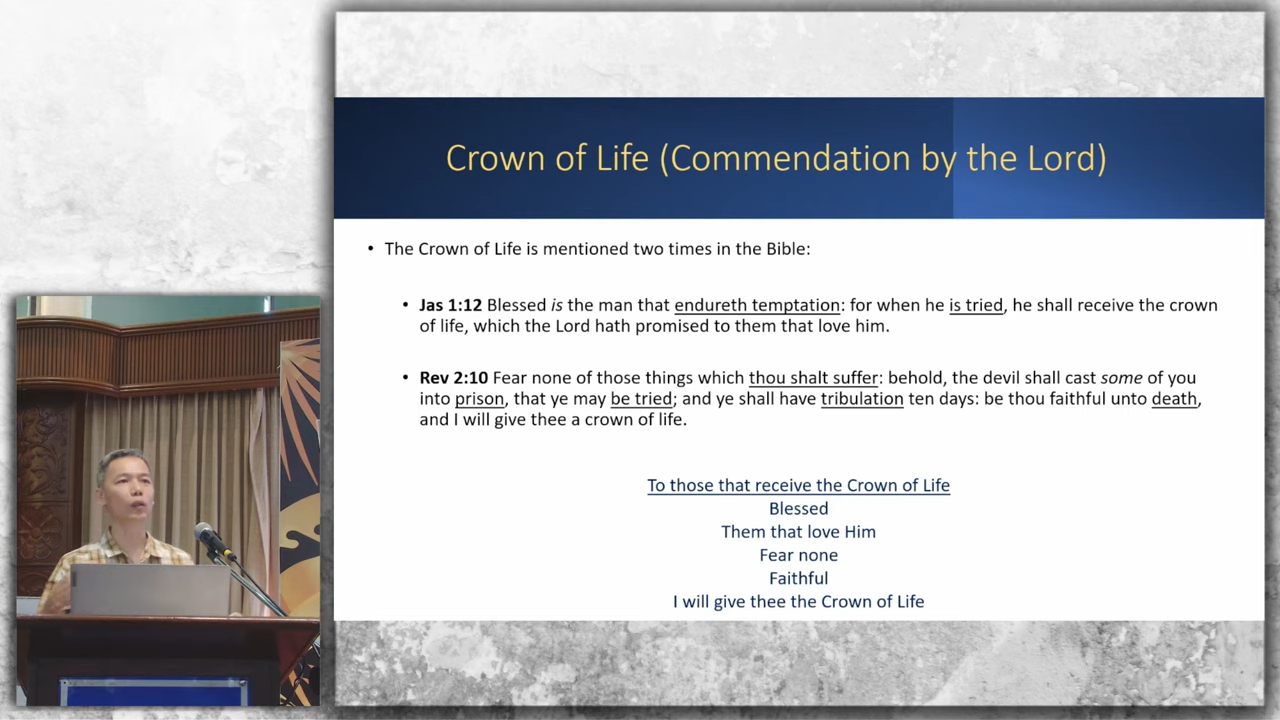 Crown of Life (Commendation by the Lord)
• The Crown of Life is mentioned two times in the Bible:
• Jas 1:12 Blessed is the man that endureth temptation: for when he is tried, he shall receive the crown
of life, which the Lord hath promised to them that love him.
• Rev 2:10 Fear none of those things which thou shalt suffer: behold, the devil shall cast some of you
into prison, that ye may be tried; and ye shall have tribulation ten days: be thou faithful unto death,
and I will give thee a crown of life.
To those that receive the Crown of Life
Blessed
Them that love Him
Fear none
Faithful
I will give thee the Crown of Life